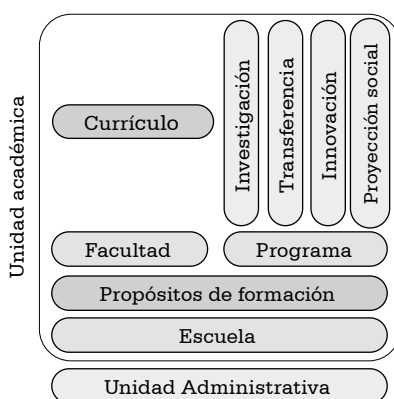 Unidad académica
Currículo
Investigación
Transferencia
Innovación
Proyección social
Facultad
Programa
Propósitos de formación
Escuela
Unidad Administrativa